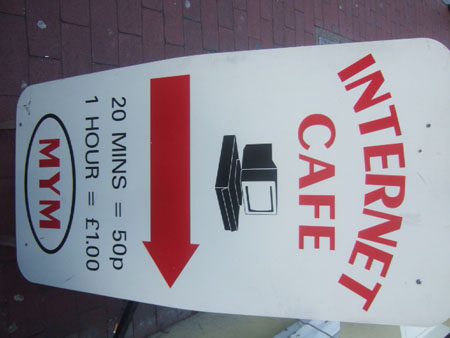 INTERNET
CAFE
20 MINS = 50p
1 HOUR = £1.00
MYM